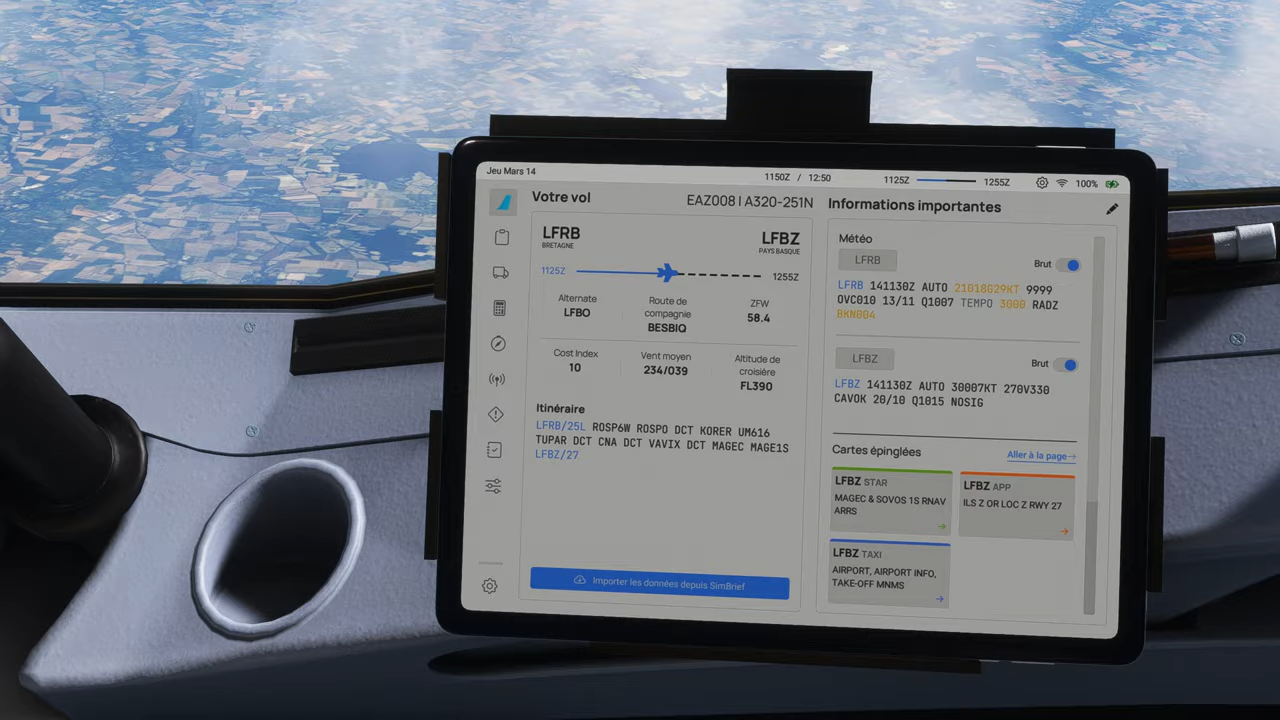 Jeu Mars 14
1150Z / 12:50
1125Z 1255Z
100%
Votre vol
EAZ008 | A320-251N
LFRB
BRETAGNE
LFBZ
PAYS BASQUE
1125Z
1255Z
Alternate
LFBO
Route de
compagnie
BESBIQ
ZFW
58.4
Cost Index
10
Vent moyen
234/039
Altitude de
croisière
FL390
Itinéraire
LFRB/25L ROSP6W ROSPO DCT KORER UM616
TUPAR DCT CNA DCT VAVIX DCT MAGEC MAGE1S
LFBZ/27
Importer les données depuis SimBrief
Informations importantes
Météo
LFRB
Brut
LFRB 141130Z AUTO 21018G29KT 9999
OVC010 13/11 Q1007 TEMPO 3000 RADZ
BKN004
LFBZ
Brut
LFBZ 141130Z AUTO 30007KT 270V330
CAVOK 20/10 Q1015 NOSIG
Cartes épinglées
Aller à la page
LFBZ STAR
MAGEC & SOVOS 1S RNAV
ARRS
LFBZ APP
ILS Z OR LOC Z RWY 27
LFBZ TAXI
AIRPORT, AIRPORT INFO,
TAKE-OFF MNMS